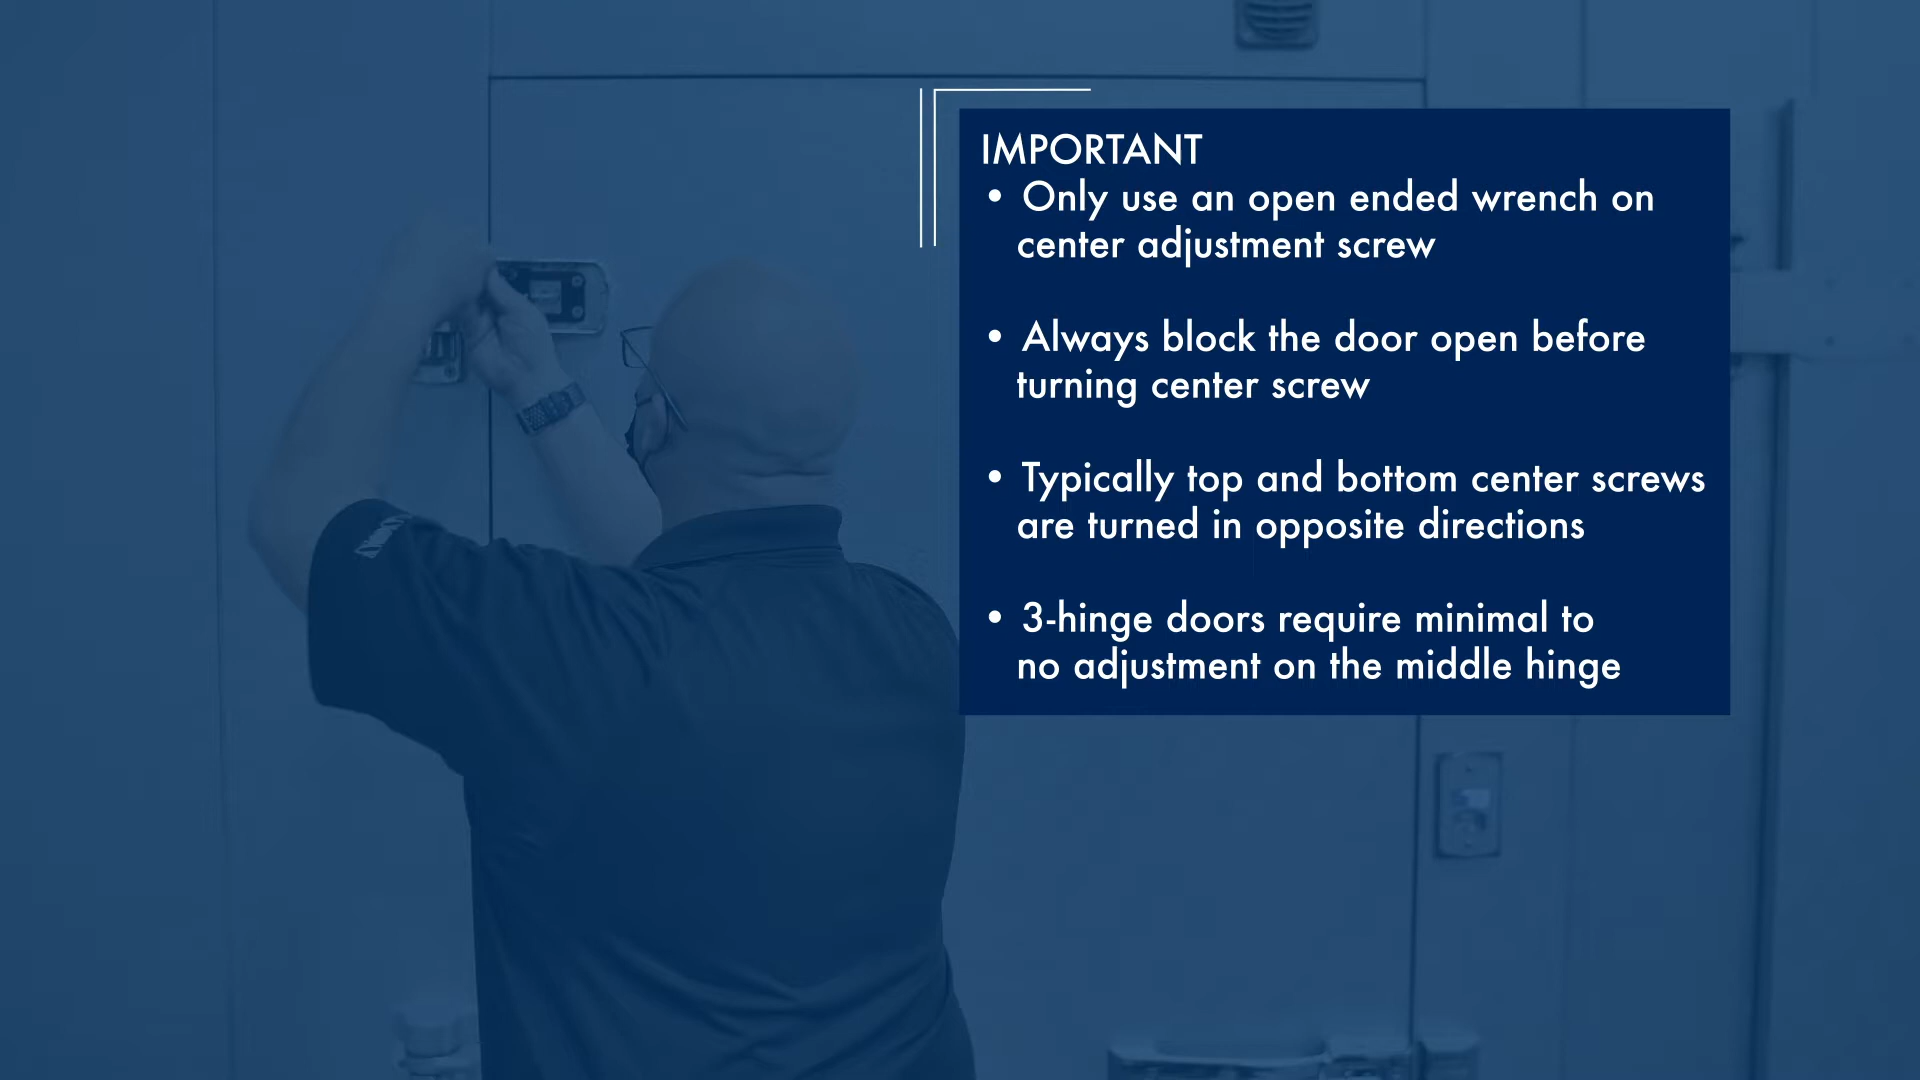 IMPORTANT
• Only use an open ended wrench on
center adjustment screw
• Always block the door open before
turning center screw
• Typically top and bottom center screws
are turned in opposite directions
• 3-hinge doors require minimal to
no adjustment on the middle hinge